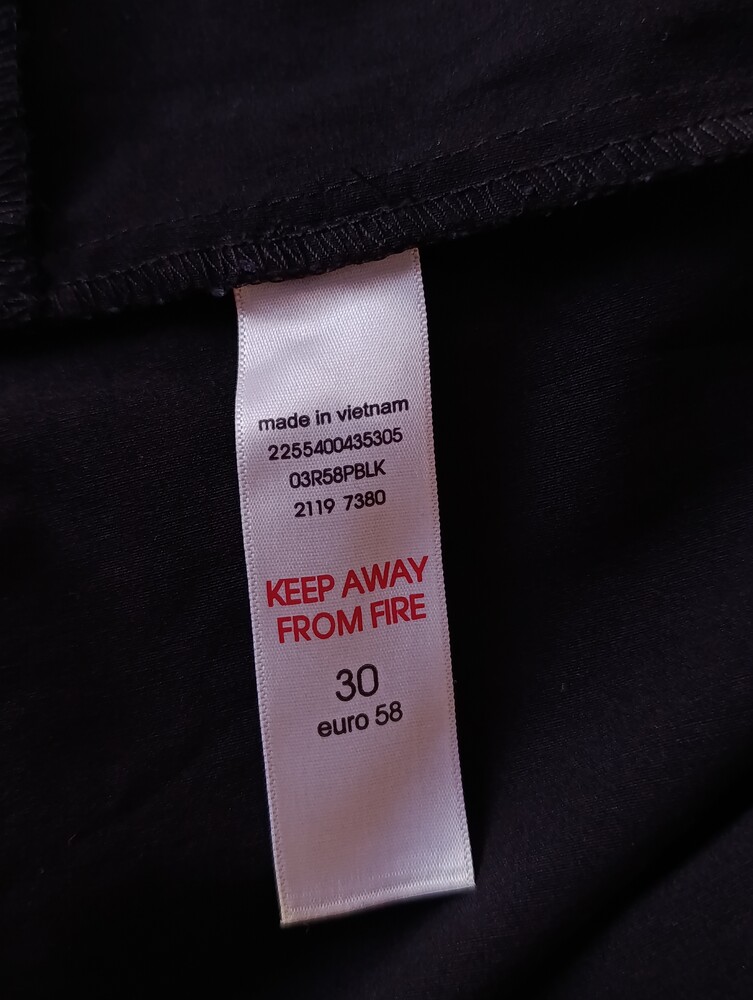 made in vietnam
2255400435305
03R58PBLK
2119 7380
KEEP AWAY
FROM FIRE
30
euro 58